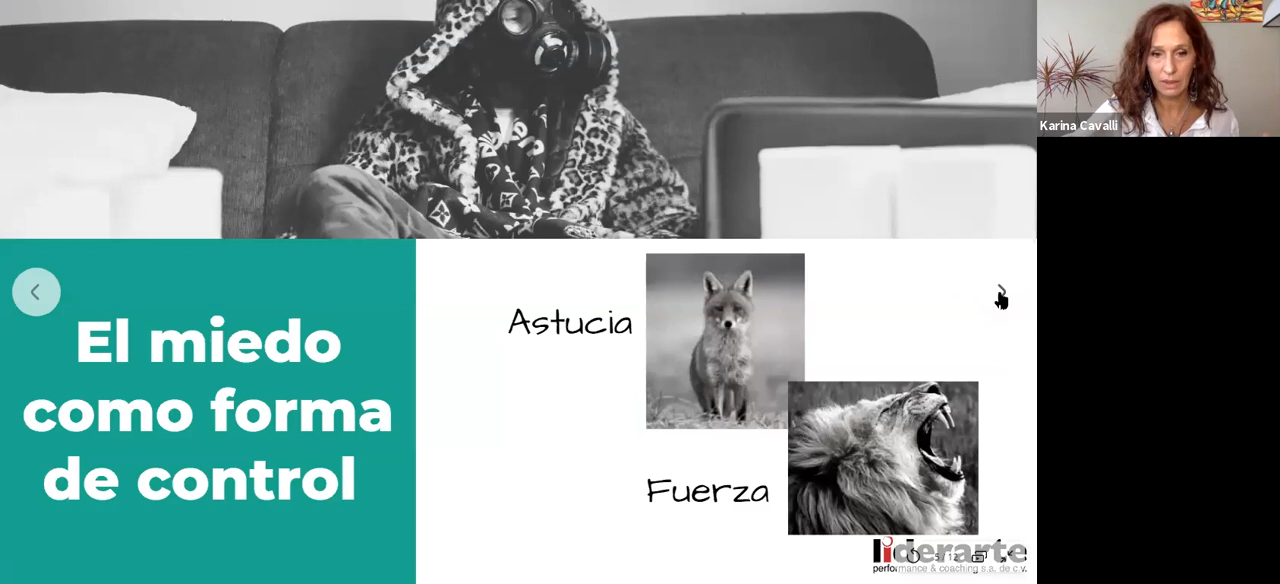 Karina Cavalli
El miedo
como forma
de control
Astucia
Fuerza
liderarte
performance & coaching s.a. de c.v.